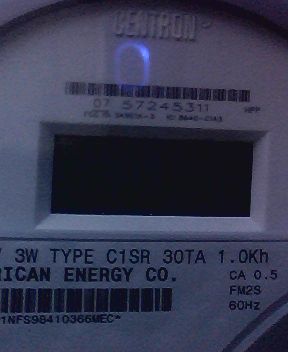 CENTRON
07 57245311
V 3W TYPE C1SR 30TA 1.0Kh
RICAN ENERGY CO.
CA 0.5
FM2S
60Hz
1NFS98410366MEC*